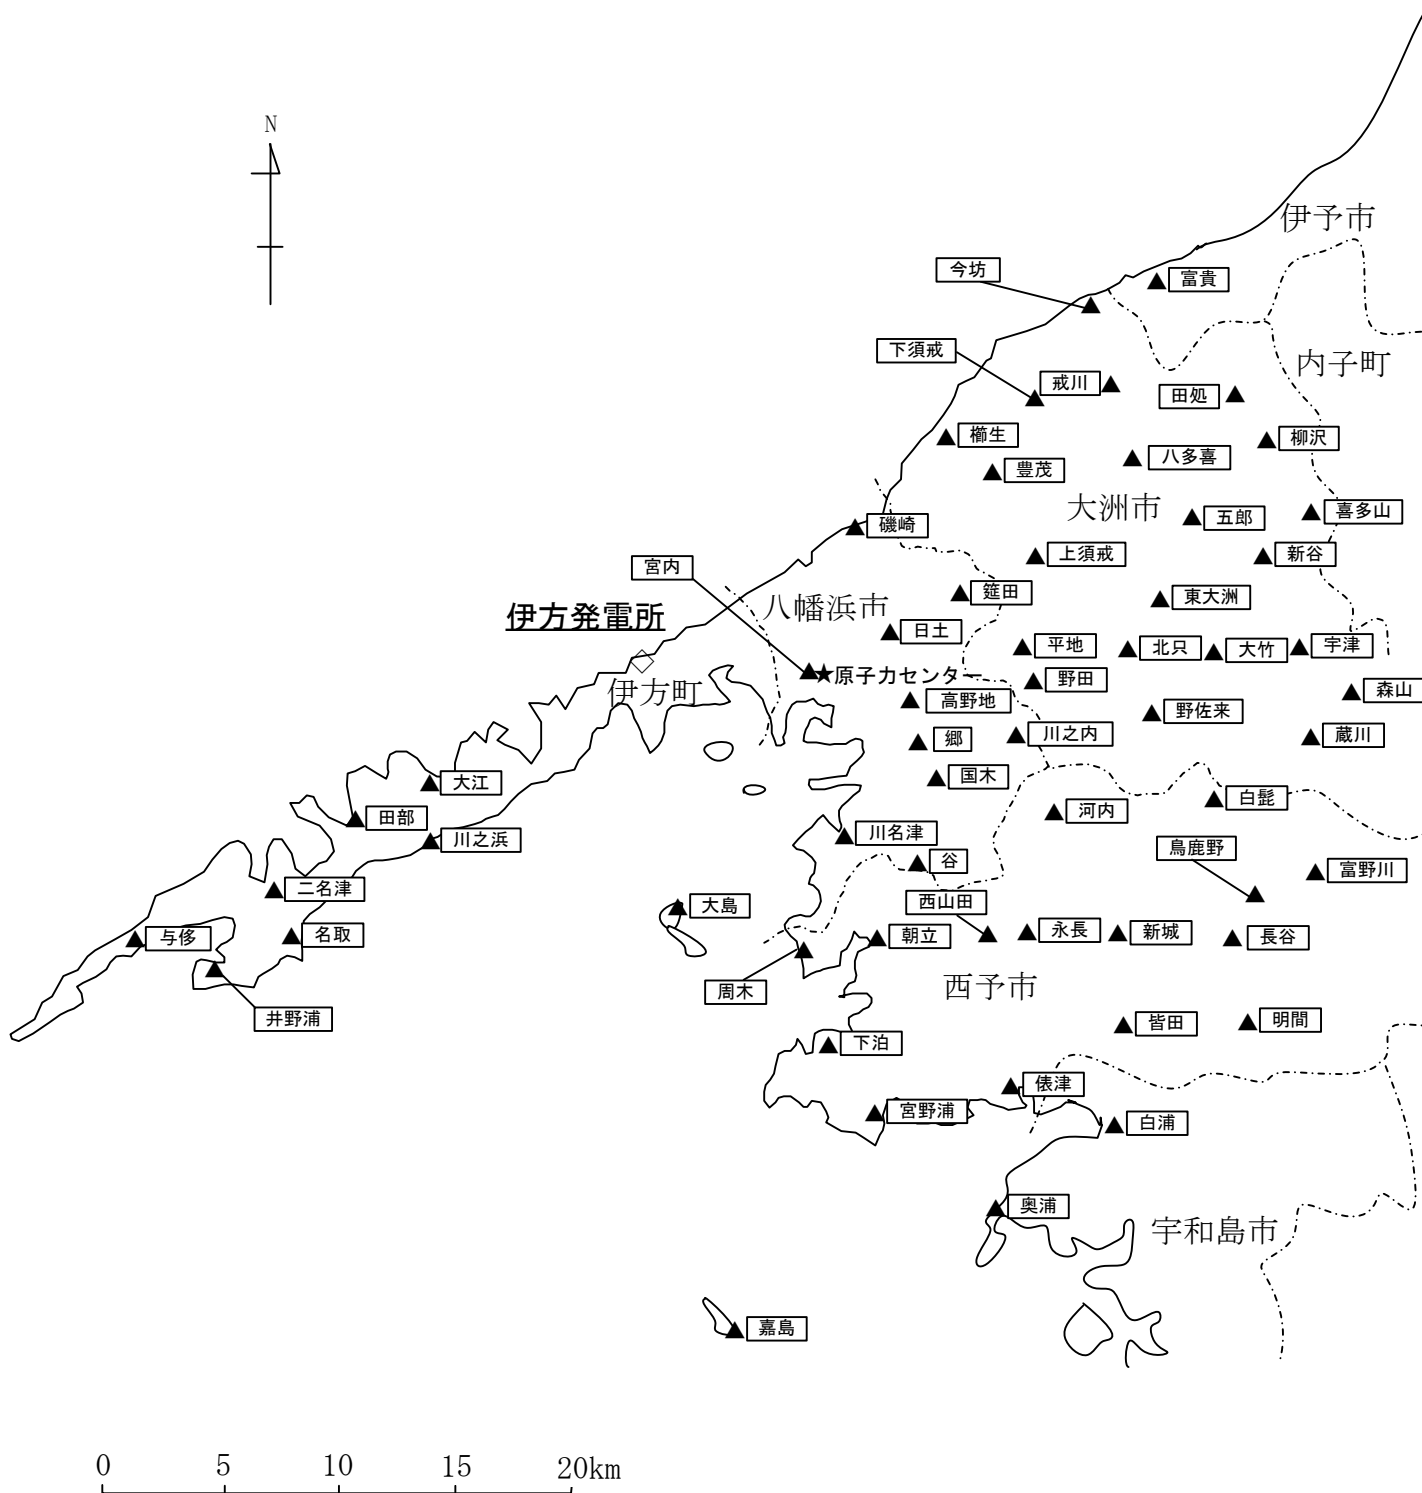 N
伊予市
今坊
富貴
下須戒
戒川
内子町
田処
櫛生
柳沢
豊茂
八多喜
大洲市
磯崎
五郎
喜多山
宮内
上須戒
新谷
筵田
八幡浜市
東大洲
伊方発電所
日土
平地
北只
大竹
宇津
原子力センター
伊方町
野田
森山
高野地
野佐来
郷
川之内
蔵川
大江
国木
白髭
田部
河内
川之浜
川名津
鳥鹿野
谷
富野川
二名津
西山田
大島
与侈
名取
朝立
永長
新城
長谷
周木
西予市
井野浦
皆田
明間
下泊
俵津
宮野浦
白浦
奥浦
宇和島市
嘉島
0 5 10 15 20km